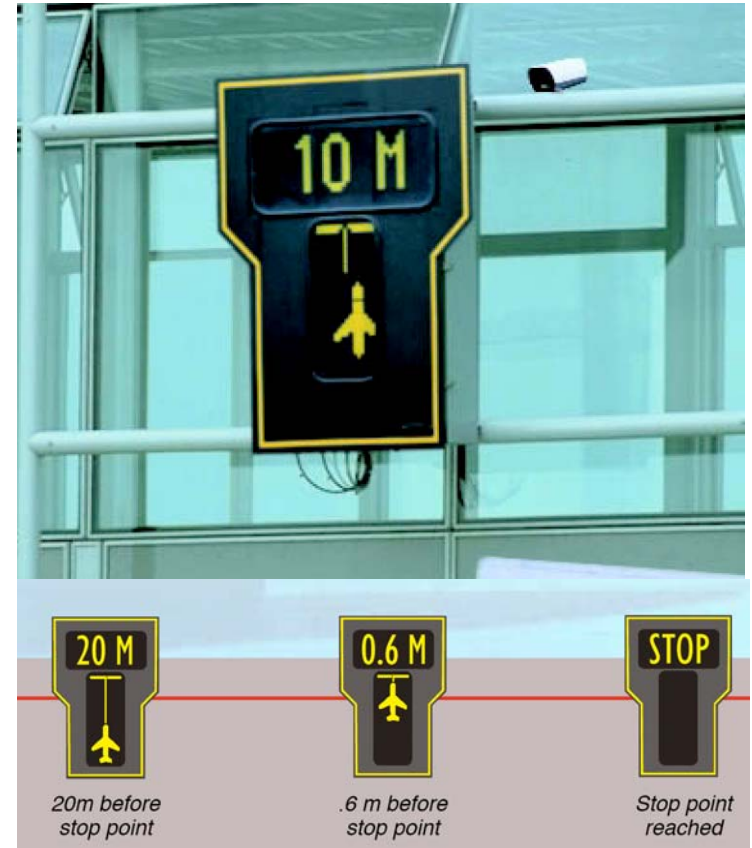 10 M
20 M
0.6 M
STOP
20m before
stop point
.6 m before
stop point
Stop point
reached